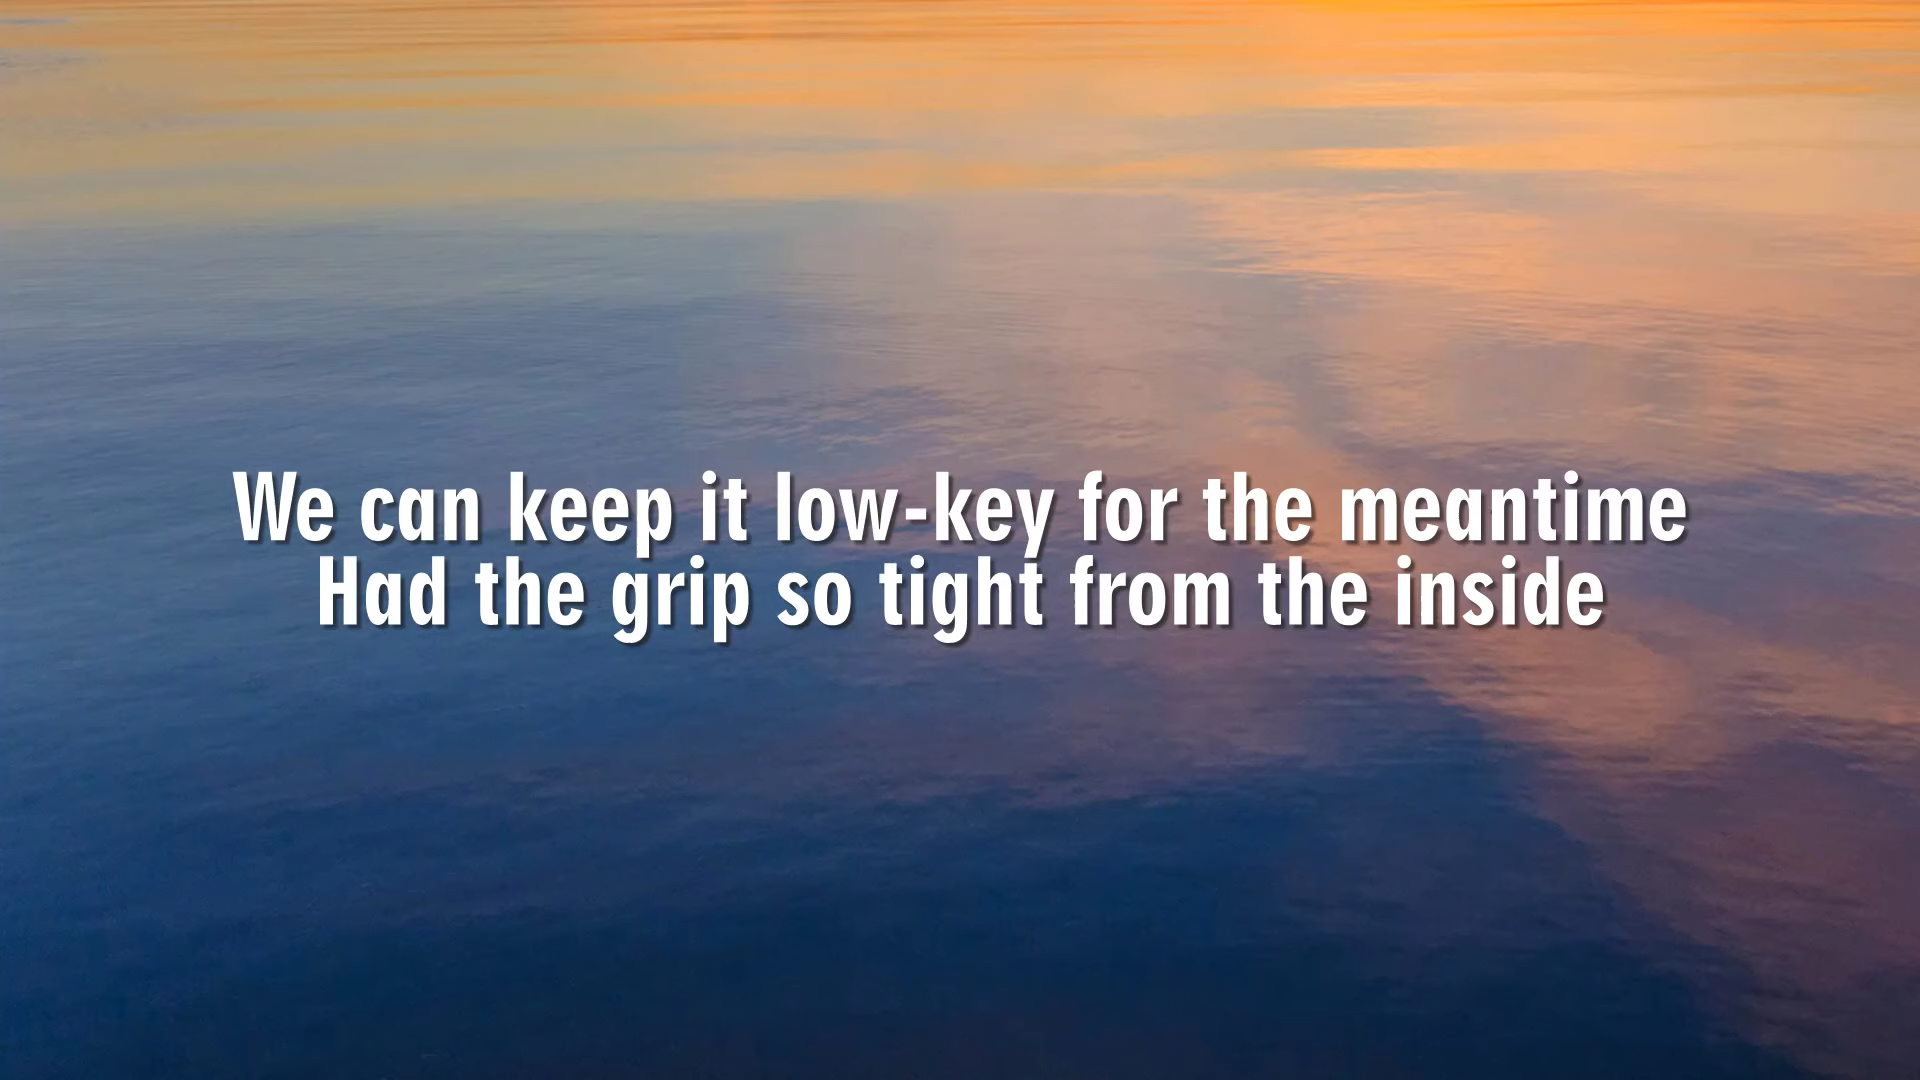 We can keep it low-key for the meantime
Had the grip so tight from the inside